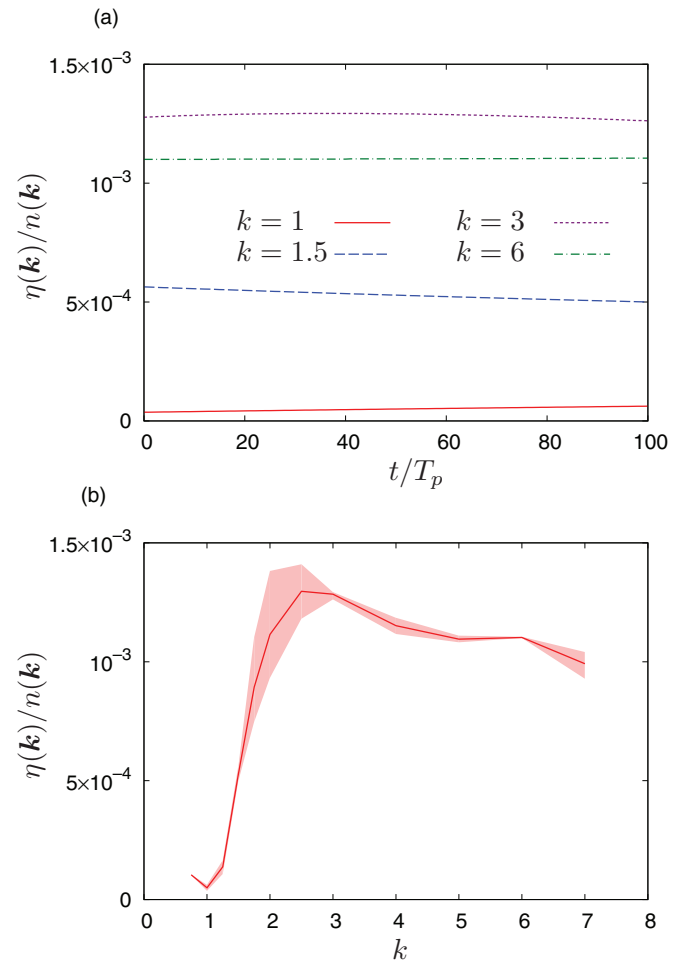 (a)
1.5×10⁻³
10⁻³
5×10⁻⁴
0
η(k)/n(k)
k = 1
k = 3
k = 1.5
k = 6
0 20 40 60 80 100
t/Tₚ
(b)
1.5×10⁻³
10⁻³
5×10⁻⁴
0
η(k)/n(k)
0 1 2 3 4 5 6 7 8
k